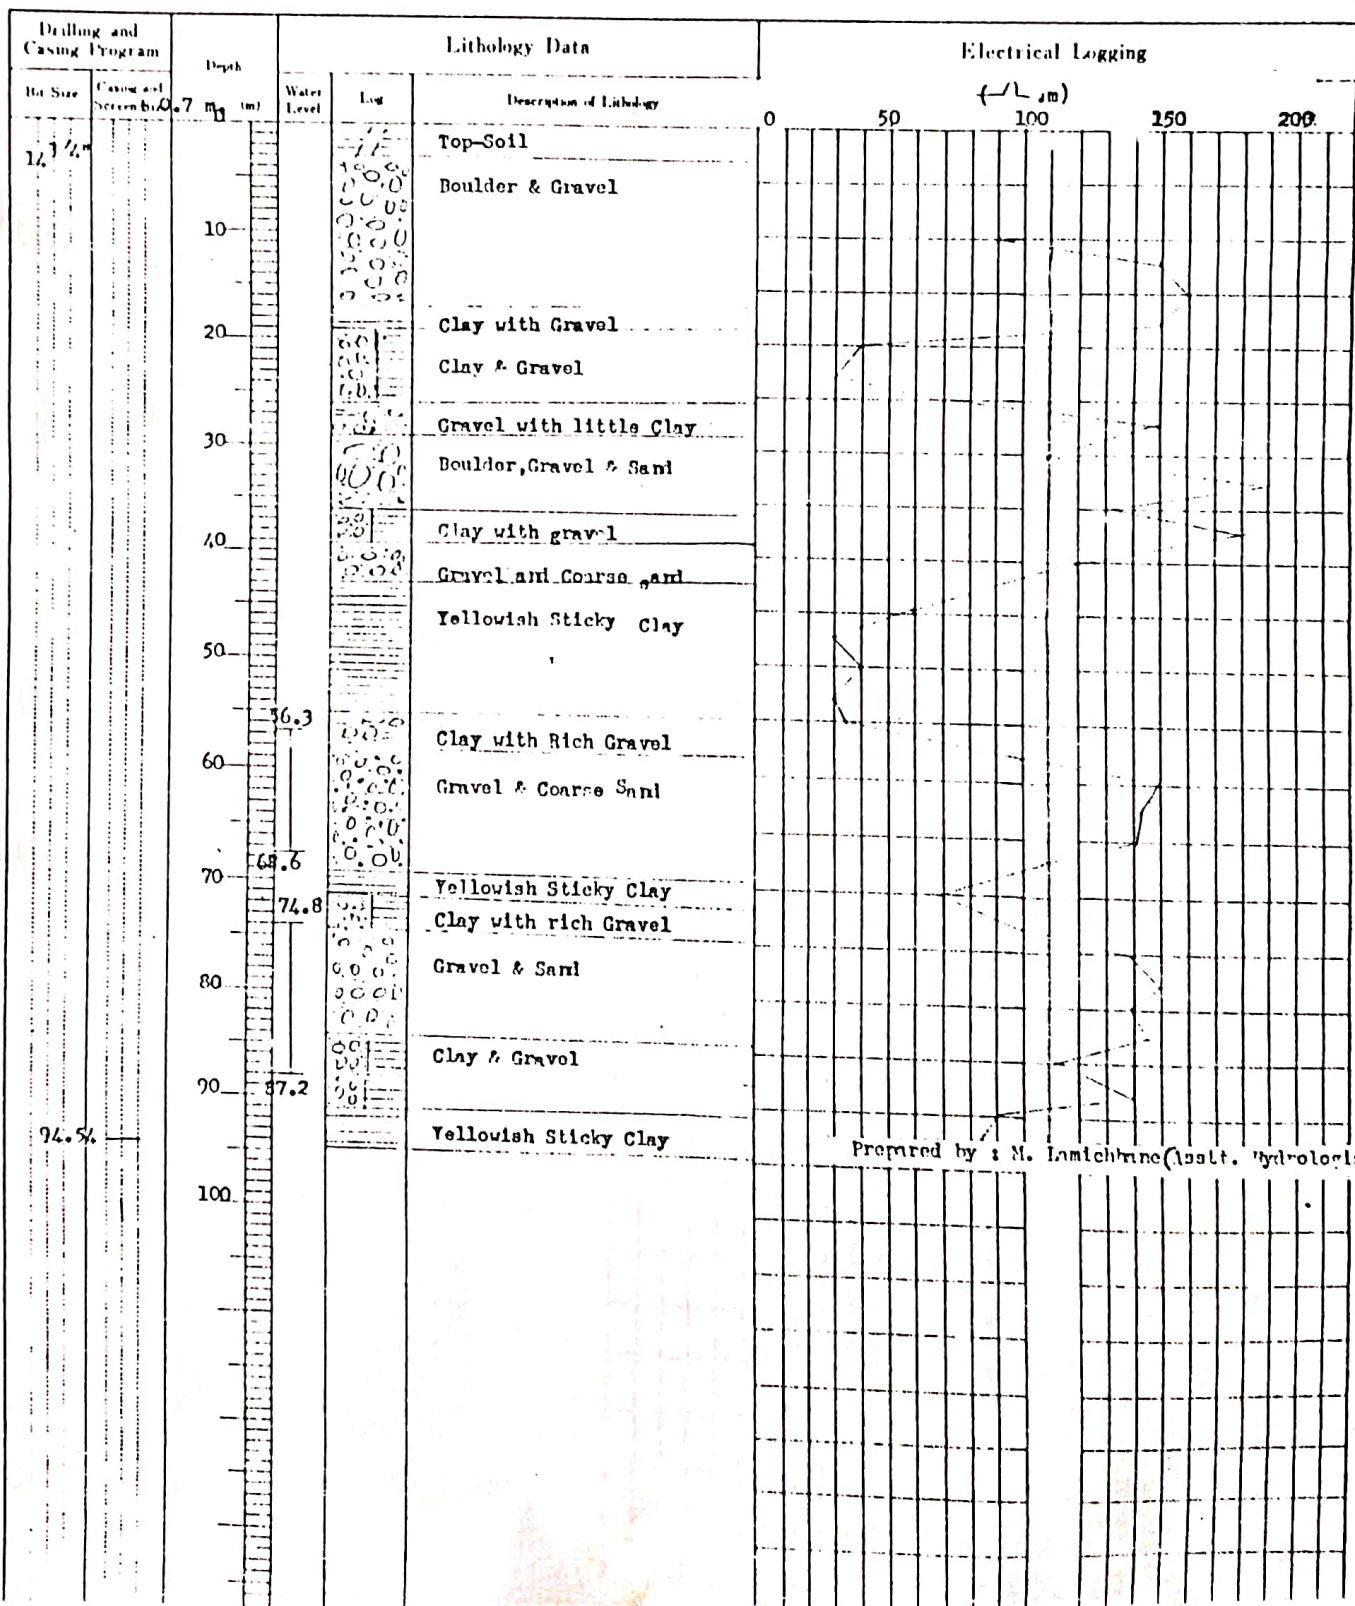 Drilling and
Casing Program
Depth
Lithology Data
Electrical Logging
Bit Size
Casing and
Screen
0.7 m
(m)
Water
Level
Log
Description of Lithology
0 50 100 150 200
0
Top-Soil
Boulder & Gravel
10
Clay with Gravel
20
Clay & Gravel
Gravel with little Clay
30
Boulder, Gravel & Sand
Clay with gravel
40
Gravel and Coarse Sand
Yellowish Sticky Clay
50
56.3
Clay with Rich Gravel
60
Gravel & Coarse Sand
68.6
70
Yellowish Sticky Clay
74.8
Clay with rich Gravel
Gravel & Sand
80
Clay & Gravel
90
87.2
94.54
Yellowish Sticky Clay
Prepared by : M. Lamichhane (Asstt.
100